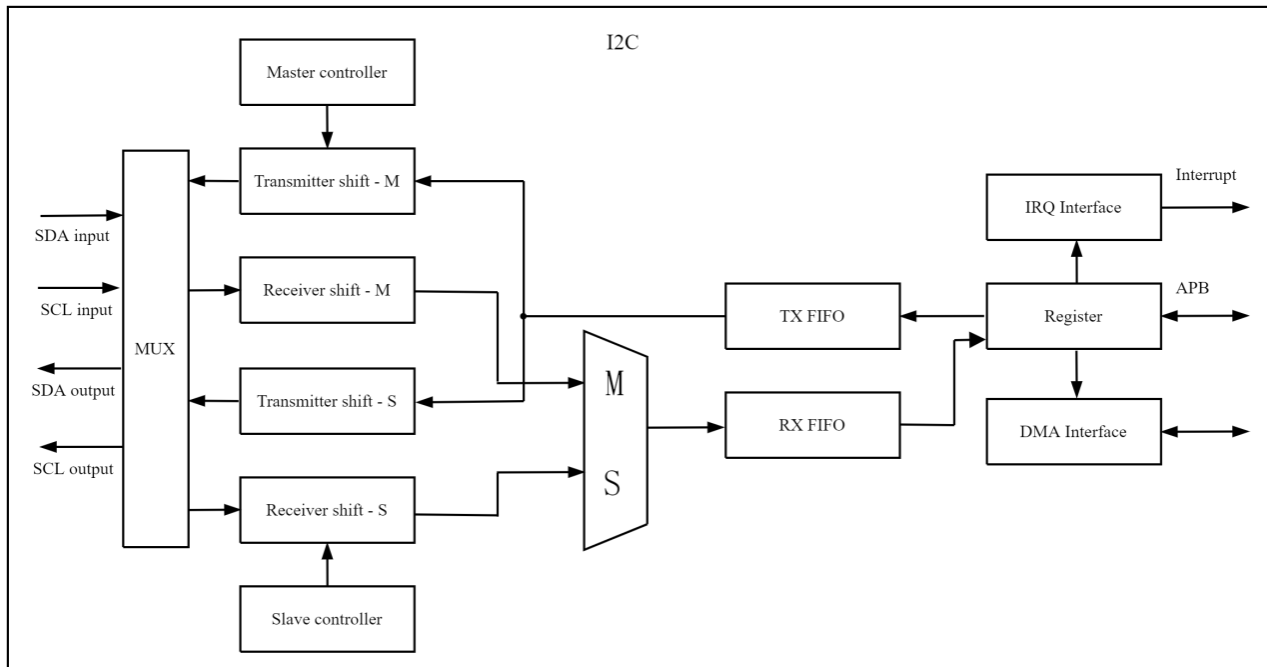 I2C
Master controller
Transmitter shift - M
Interrupt
IRQ Interface
SDA input
Receiver shift - M
APB
SCL input
TX FIFO
Register
MUX
M
SDA output
Transmitter shift - S
RX FIFO
DMA Interface
SCL output
S
Receiver shift - S
Slave controller